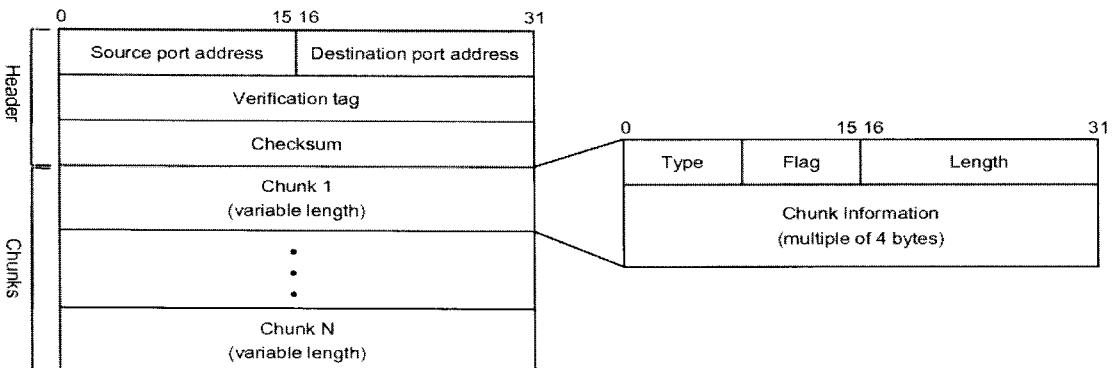 0 15 16 31
Source port address Destination port address
Verification tag
Checksum
Chunk 1
(variable length)
Chunk N
(variable length)
Header
Chunks
0 15 16 31
Type Flag Length
Chunk Information
(multiple of 4 bytes)